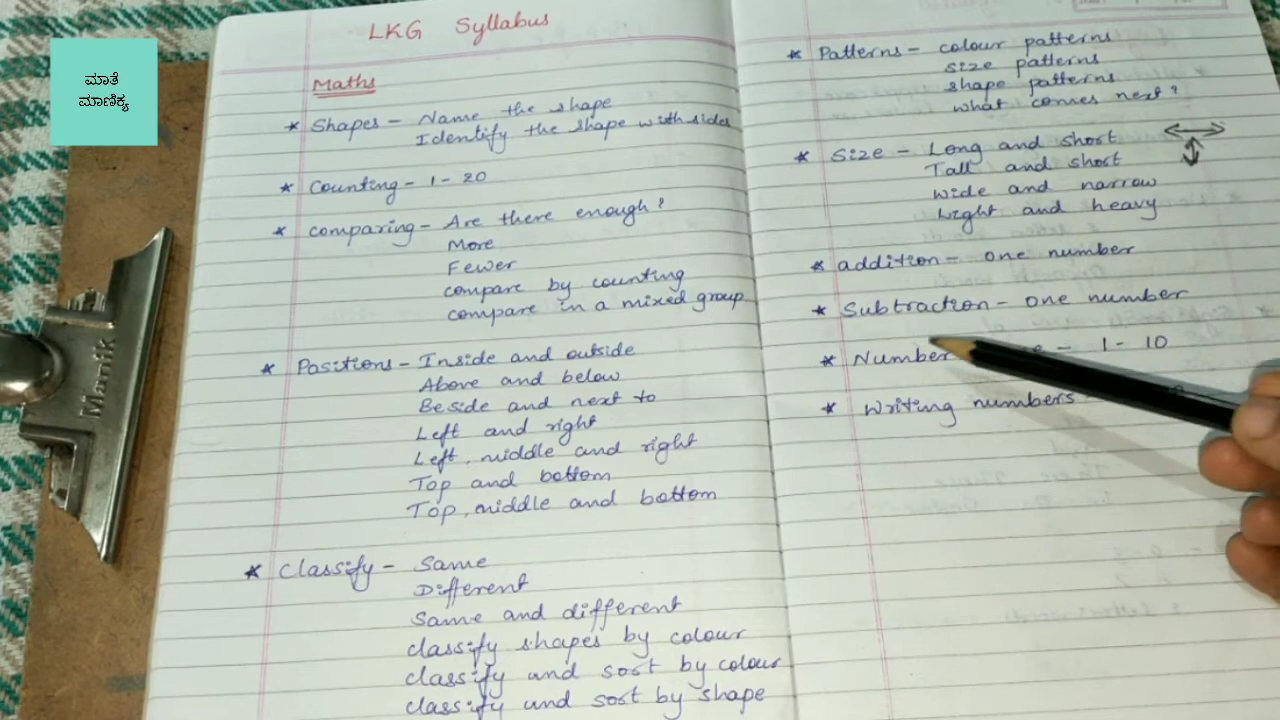 ಮಾತೆ
ಮಾಣಿಕ್ಯ
Manik
LKG Syllabus
Maths
* Shapes - Name the shape
Identify the shape with sides
* Counting - 1 - 20
* comparing - Are there enough?
More
Fewer
compare by counting
compare in a mixed group
* Positions - Inside and outside
Above and below
Beside and next to
Left and right
Left, middle and right
Top and bottom
Top, middle and bottom
* Classify - Same
Different
Same and different
classify shapes by colour
classify and sort by colour
classify and sort by shape
* Patterns - colour patterns
size patterns
shape patterns
what comes next?
* Size - Long and short
Tall and short
wide and narrow
Light and heavy
* addition - one number
* Subtraction - one number
* Number - 1 - 10
* Writing numbers -